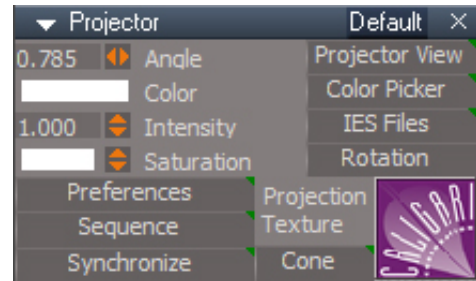 Projector Default
0.785 Angle Projector View
Color Color Picker
1.000 Intensity IES Files
Saturation Rotation
Preferences Projection
Sequence Texture
Synchronize Cone
CALIGARI